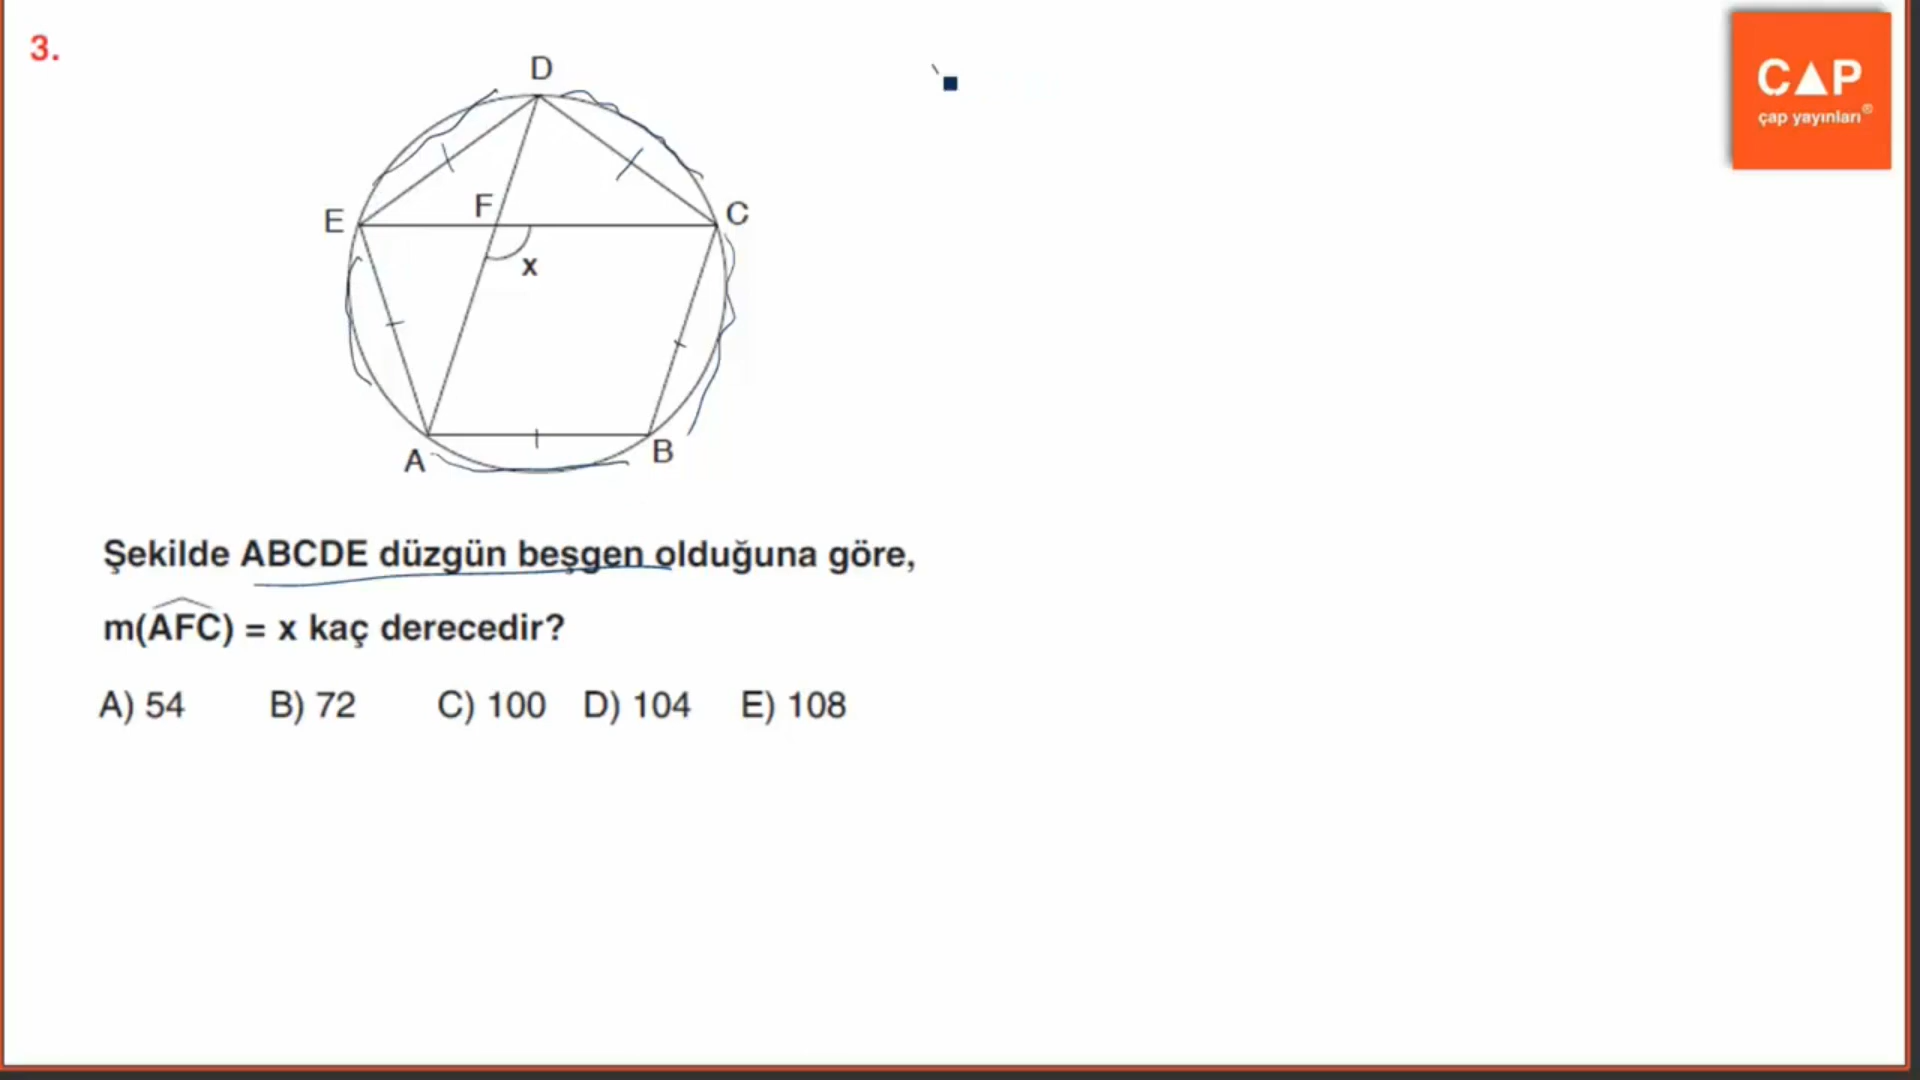 3.
CAP
çap yayınları®
D
E
F
C
x
A
B
Şekilde ABCDE düzgün beşgen olduğuna göre,
m(AFC) = x kaç derecedir?
A) 54 B) 72 C) 100 D) 104 E) 108